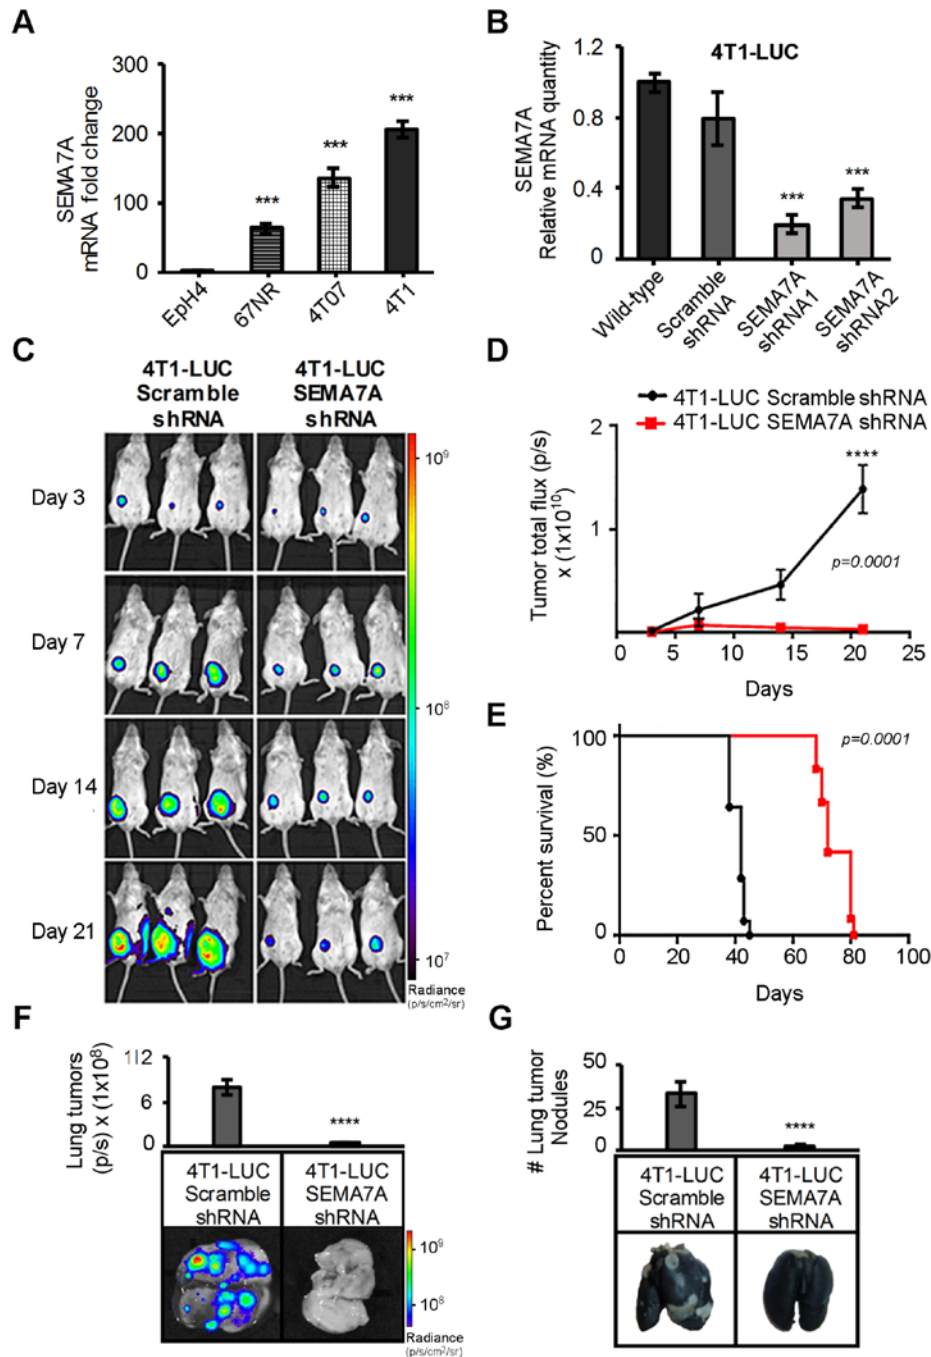 A
SEMA7A
mRNA fold change
300
200
100
0
***
***
***
EpH4
67NR
4T07
4T1
B
4T1-LUC
SEMA7A
Relative mRNA quantity
1.2
0.8
0.4
0
***
***
Wild-type
Scramble
shRNA
SEMA7A
shRNA1
SEMA7A
shRNA2
C
4T1-LUC
Scramble
shRNA
4T1-LUC
SEMA7A
shRNA
Day 3
Day 7
Day 14
Day 21
10⁹
10⁸
10⁷
Radiance
(p/s/cm²/sr)
D
4T1-LUC Scramble shRNA
4T1-LUC SEMA7A shRNA
Tumor total flux (p/s)
x (1x10¹⁰)
2
1
0
5
10
15
20
25
****
p=0.0001
Days
E
Percent survival (%)
100
50
0
0
20
40
60
80
100
p=0.0001
Days
F
Lung tumors
(p/s) x (1x10⁸)
12
6
0
****
4T1-LUC
Scramble
shRNA
4T1-LUC
SEMA7A
shRNA
10⁹
10⁸
Radiance
(p/s/cm²/sr)
G
# Lung tumor
Nodules
50
25
0
****
4T1-LUC
Scramble
shRNA
4T1-LUC
SEMA7A
shRNA